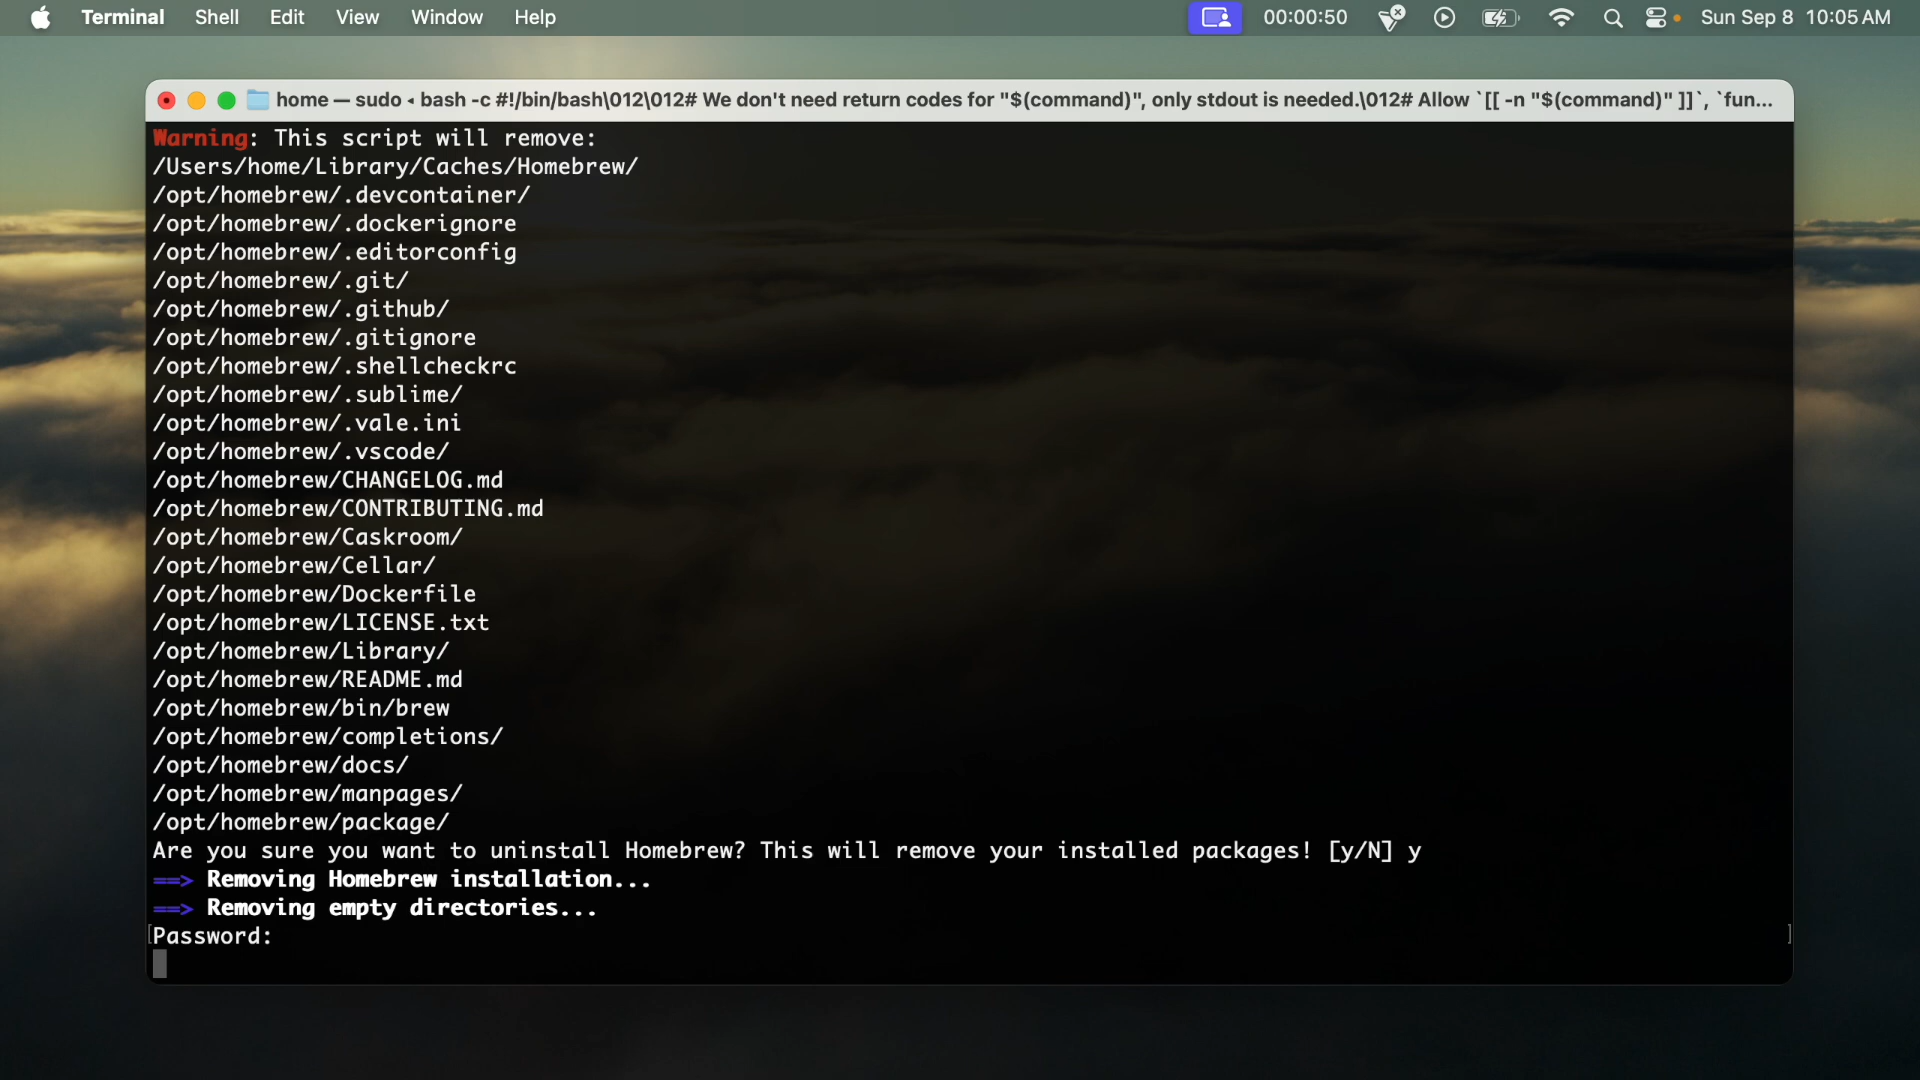 Terminal Shell Edit View Window Help 00:00:50 Sun Sep 8 10:05 AM
home — sudo ◂ bash -c #!/bin/bash\012\012# We don't need return codes for "$(command)", only stdout is needed.\012# Allow `[[ -n "$(command)" ]]`, `fun...
Warning: This script will remove:
/Users/home/Library/Caches/Homebrew/
/opt/homebrew/.devcontainer/
/opt/homebrew/.dockerignore
/opt/homebrew/.editorconfig
/opt/homebrew/.git/
/opt/homebrew/.github/
/opt/homebrew/.gitignore
/opt/homebrew/.shellcheckrc
/opt/homebrew/.sublime/
/opt/homebrew/.vale.ini
/opt/homebrew/.vscode/
/opt/homebrew/CHANGELOG.md
/opt/homebrew/CONTRIBUTING.md
/opt/homebrew/Caskroom/
/opt/homebrew/Cellar/
/opt/homebrew/Dockerfile
/opt/homebrew/LICENSE.txt
/opt/homebrew/Library/
/opt/homebrew/README.md
/opt/homebrew/bin/brew
/opt/homebrew/completions/
/opt/homebrew/docs/
/opt/homebrew/manpages/
/opt/homebrew/package/
Are you sure you want to uninstall Homebrew? This will remove your installed packages! [y/N] y
==> Removing Homebrew installation...
==> Removing empty directories...
[Password: ]